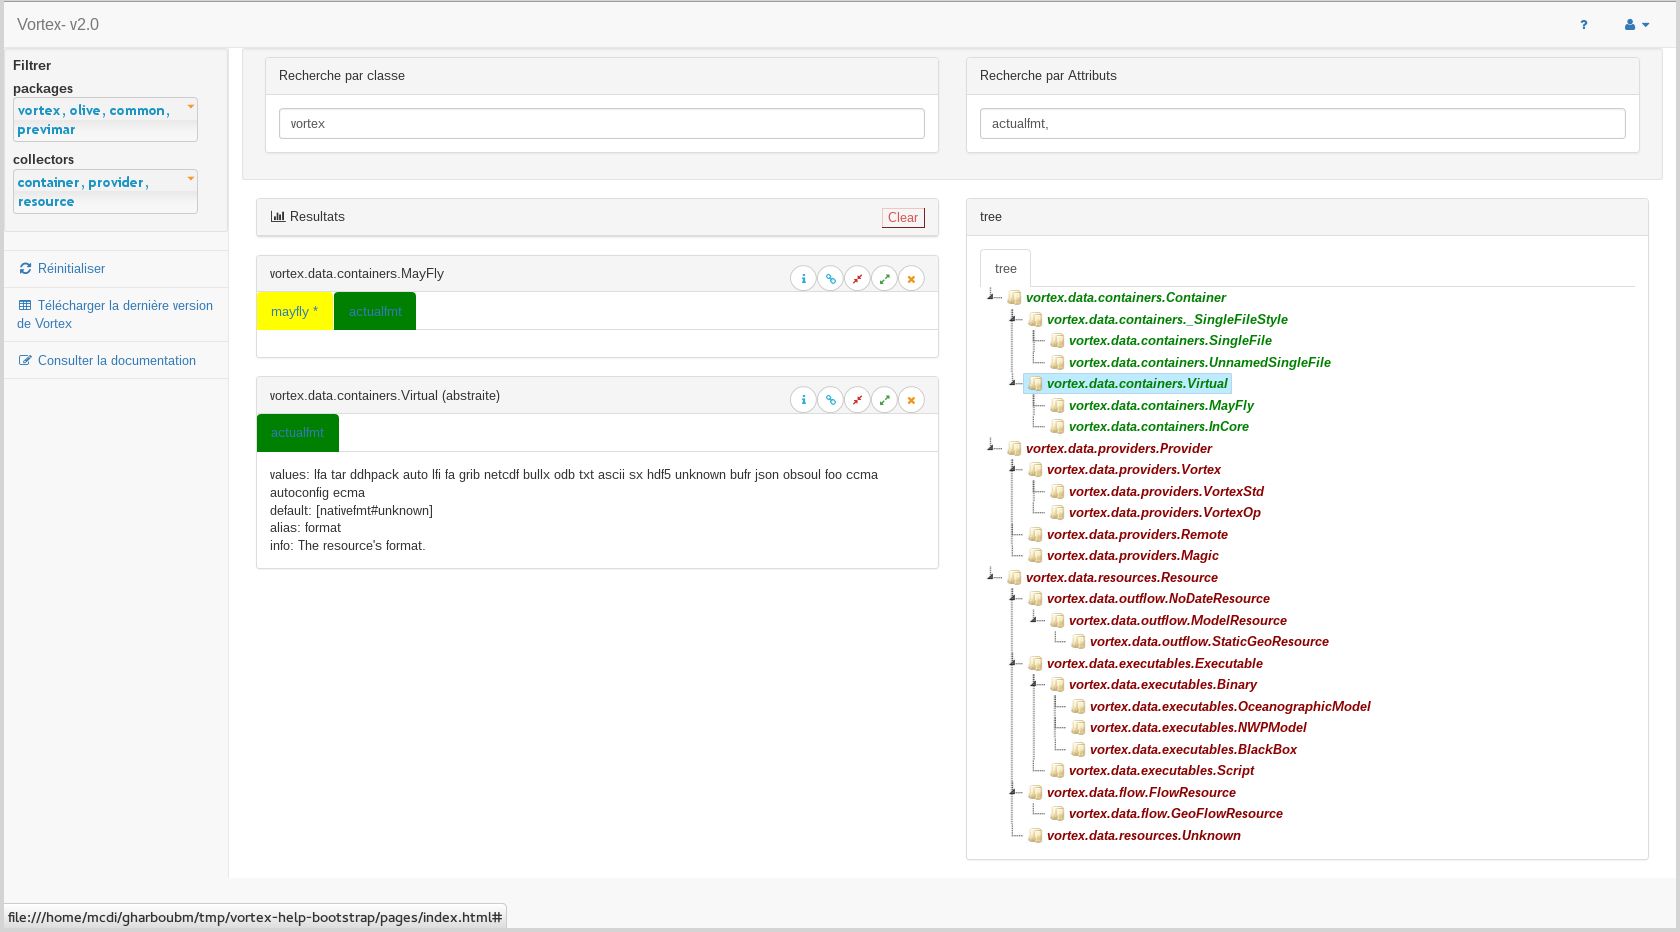 Vortex- v2.0
?
Filtrer
packages
vortex, olive, common,
previmar
collectors
container, provider,
resource
Réinitialiser
Télécharger la dernière version
de Vortex
Consulter la documentation
Recherche par classe
vortex
Recherche par Attributs
actualfmt,
Resultats
Clear
vortex.data.containers.MayFly
mayfly *
actualfmt
vortex.data.containers.Virtual (abstraite)
actualfmt
values: lfa tar ddhpack auto lfi fa grib netcdf bullx odb txt ascii sx hdf5 unknown bufr json obsoul foo ccma
autoconfig ecma
default: [nativefmt#unknown]
alias: format
info: The resource's format.
tree
tree
vortex.data.containers.Container
vortex.data.containers._SingleFileStyle
vortex.data.containers.SingleFile
vortex.data.containers.UnnamedSingleFile
vortex.data.containers.Virtual
vortex.data.containers.MayFly
vortex.data.containers.InCore
vortex.data.providers.Provider
vortex.data.providers.Vortex
vortex.data.providers.VortexStd
vortex.data.providers.VortexOp
vortex.data.providers.Remote
vortex.data.providers.Magic
vortex.data.resources.Resource
vortex.data.outflow.NoDateResource
vortex.data.outflow.ModelResource
vortex.data.outflow.StaticGeoResource
vortex.data.executables.Executable
vortex.data.executables.Binary
vortex.data.executables.OceanographicModel
vortex.data.executables.NWPModel
vortex.data.executables.BlackBox
vortex.data.executables.Script
vortex.data.flow.FlowResource
vortex.data.flow.GeoFlowResource
vortex.data.resources.Unknown
file:///home/mcdi/gharboubm/tmp/vortex-help-bootstrap/pages/index.html#